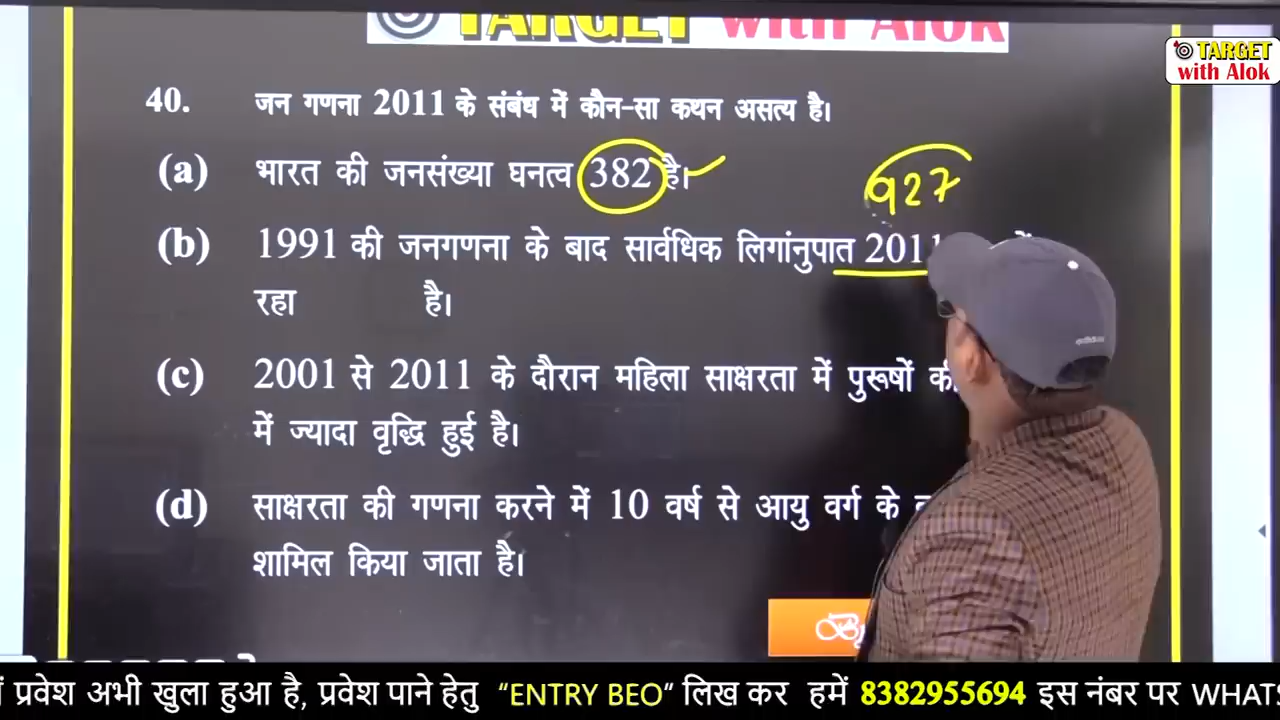 TARGET with Alok
TARGET
with Alok
40. जन गणना 2011 के संबंध में कौन-सा कथन असत्य है।
(a) भारत की जनसंख्या घनत्व 382 है।
927
(b) 1991 की जनगणना के बाद सार्वधिक लिगांनुपात 2011 में
रहा है।
(c) 2001 से 2011 के दौरान महिला साक्षरता में पुरूषों की
में ज्यादा वृद्धि हुई है।
(d) साक्षरता की गणना करने में 10 वर्ष से आयु वर्ग के
शामिल किया जाता है।
प्रवेश अभी खुला हुआ है, प्रवेश पाने हेतु “ENTRY BEO“ लिख कर हमें 8382955694 इस नंबर पर WHATS